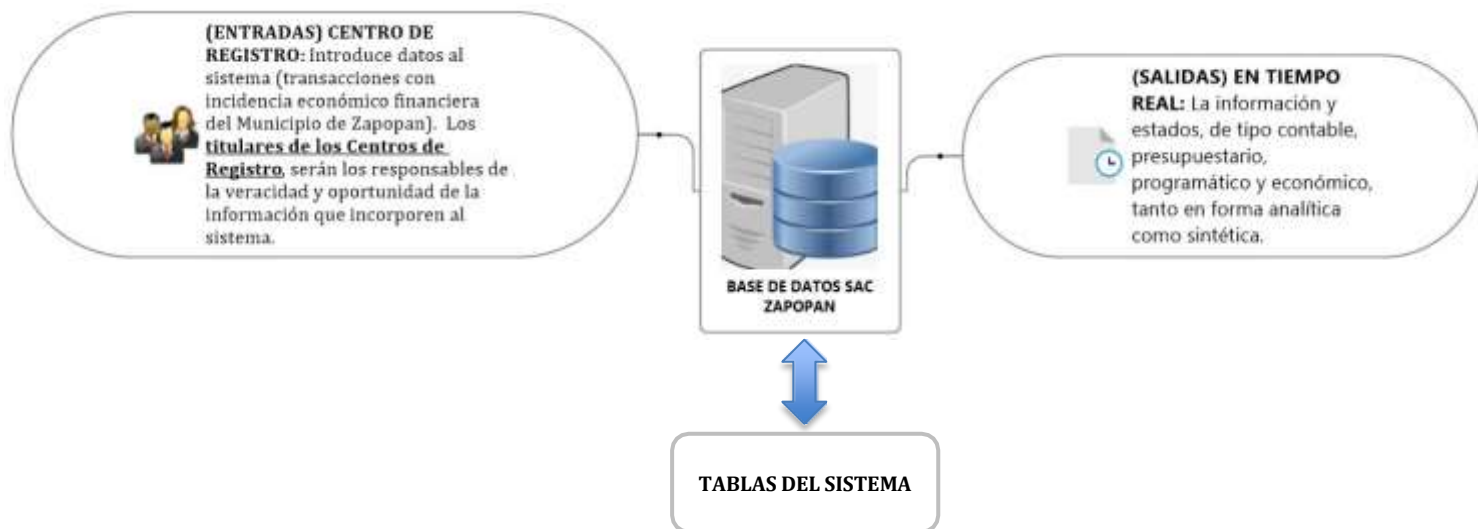 (ENTRADAS) CENTRO DE
REGISTRO: Introduce datos al
sistema (transacciones con
incidencia económico financiera
del Municipio de Zapopan). Los
titulares de los Centros de
Registro, serán los responsables de
la veracidad y oportunidad de la
información que incorporen al
sistema.
BASE DE DATOS SAC
ZAPOPAN
(SALIDAS) EN TIEMPO
REAL: La información y
estados, de tipo contable,
presupuestario,
programático y económico,
tanto en forma analítica
como sintética.
TABLAS DEL SISTEMA